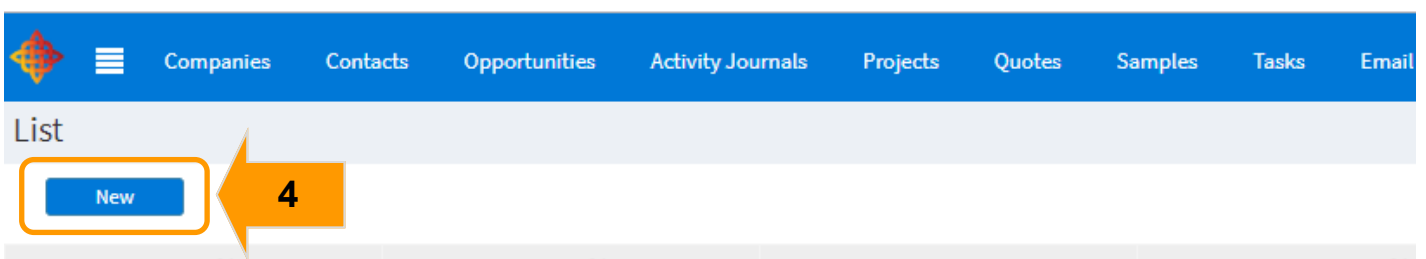 Companies Contacts Opportunities Activity Journals Projects Quotes Samples Tasks Email
List
New 4